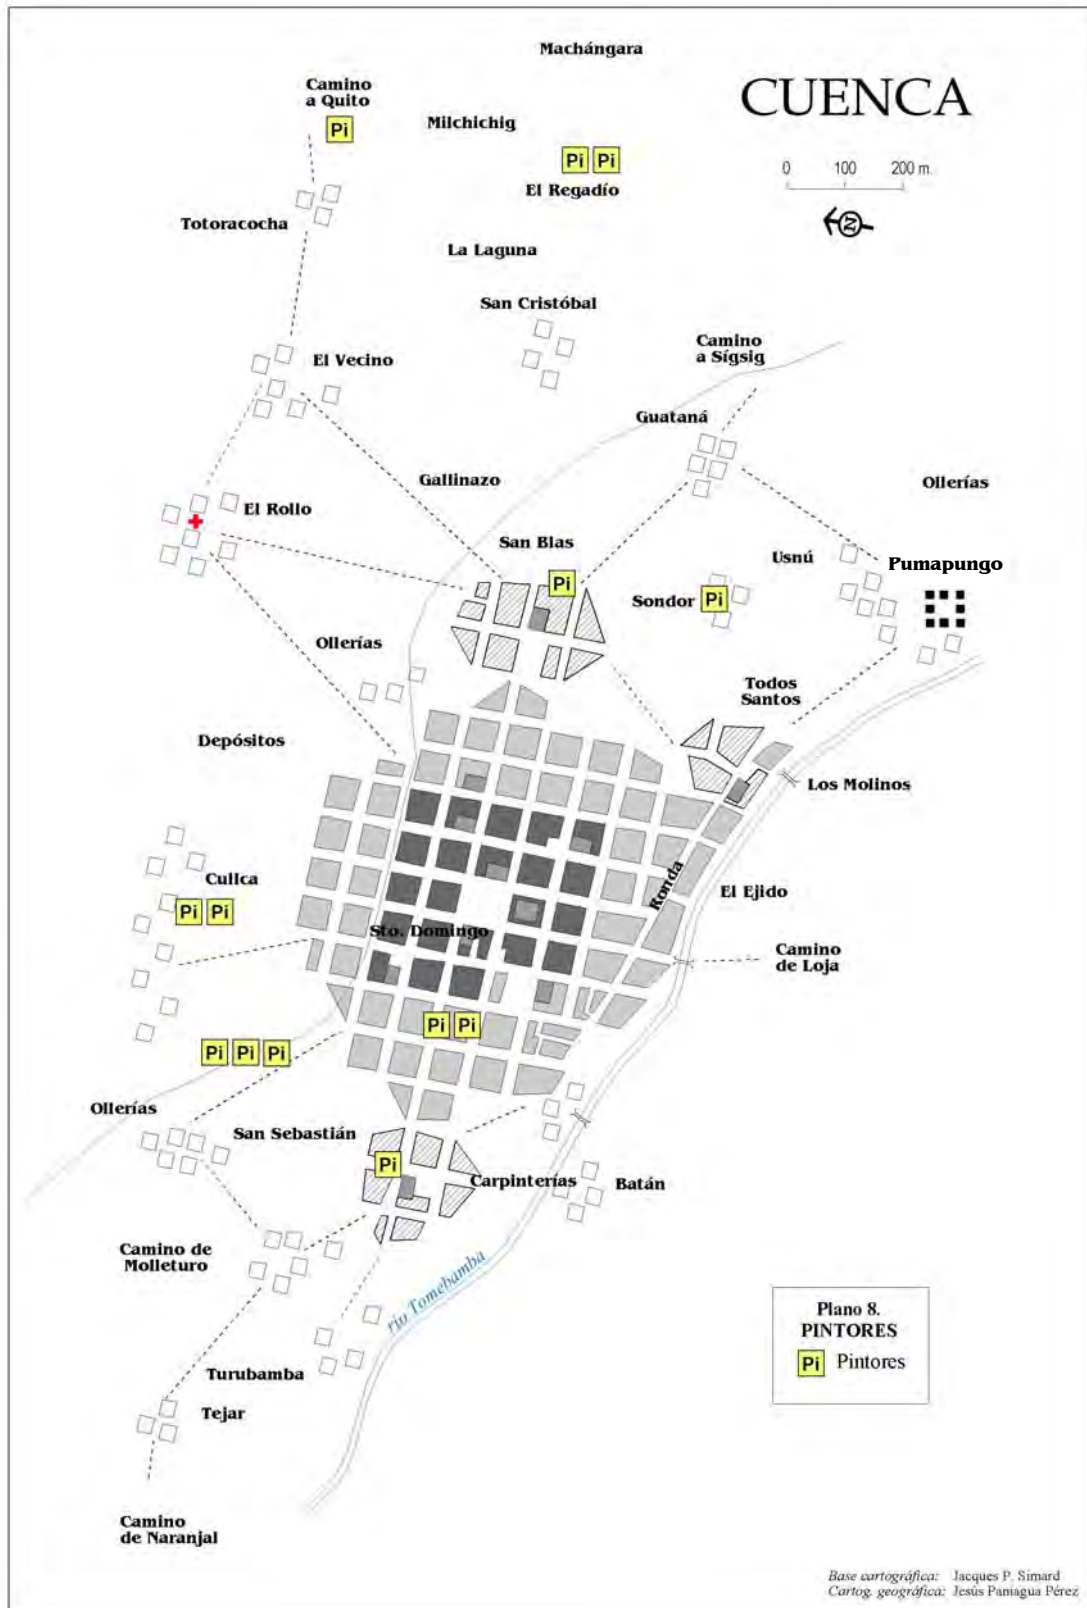 Machángara
CUENCA
Camino
a Quito
Pi
Milchichig
Pi Pi
El Regadío
0 100 200 m.
N
Totoracocha
La Laguna
San Cristóbal
Camino
a Sígsig
El Vecino
Guataná
Gallinazo
Ollerías
El Rollo
San Blas
Pi
Usnú
Pumapungo
Sondor
Pi
Ollerías
Todos
Santos
Depósitos
Los Molinos
Cullca
Pi Pi
Ronda
El Ejido
Sto. Domingo
Camino
de Loja
Pi Pi
Pi Pi Pi
Ollerías
San Sebastián
Pi
Carpinterías
Batán
Camino de
Molleturo
río Tomebamba
Plano 8.
PINTORES
Pi Pintores
Turubamba
Tejar
Camino
de Naranjal
Base cartográfica: Jacques P. Simard
Cartog. geográfica: Jesús Paniagua Pérez